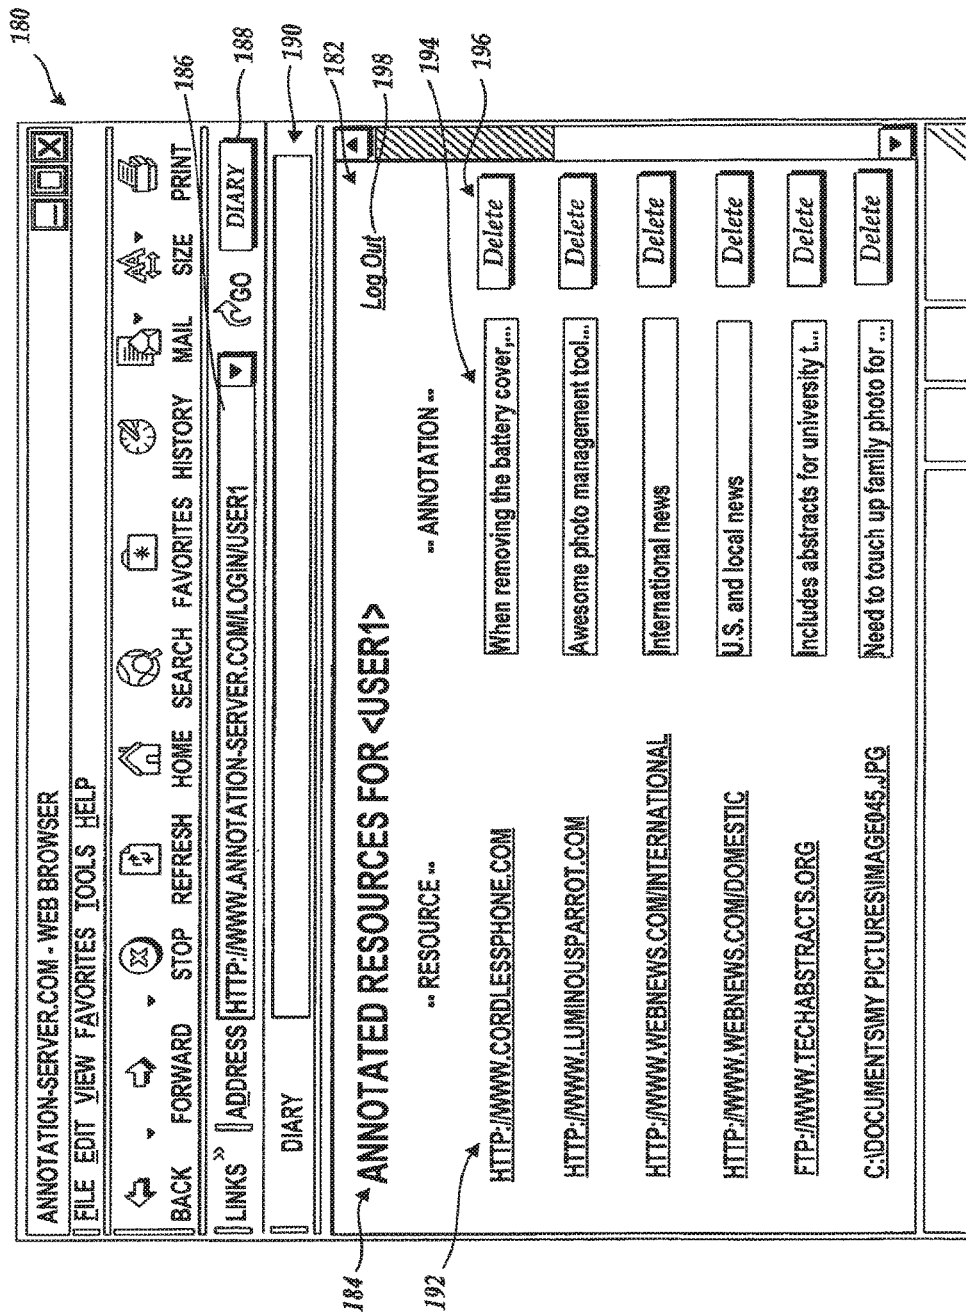 180
ANNOTATION-SERVER.COM - WEB BROWSER
FILE EDIT VIEW FAVORITES TOOLS HELP
BACK FORWARD STOP REFRESH HOME SEARCH FAVORITES HISTORY MAIL SIZE PRINT
186
LINKS » ADDRESS HTTP://WWW.ANNOTATION-SERVER.COM/LOGIN/USER1 GO DIARY
188
DIARY
190
182
184
ANNOTATED RESOURCES FOR <USER1>
Log Out
198
-- RESOURCE -- -- ANNOTATION --
192
194
196
HTTP://WWW.CORDLESSPHONE.COM When removing the battery cover,... Delete
HTTP://WWW.LUMINOUSPARROT.COM Awesome photo management tool... Delete
HTTP://WWW.WEBNEWS.COM/INTERNATIONAL International news Delete
HTTP://WWW.WEBNEWS.COM/DOMESTIC U.S. and local news Delete
FTP://WWW.TECHABSTRACTS.ORG Includes abstracts for university t... Delete
C:\DOCUMENTS\MY PICTURES\IMAGE045.JPG Need to touch up family photo for ... Delete